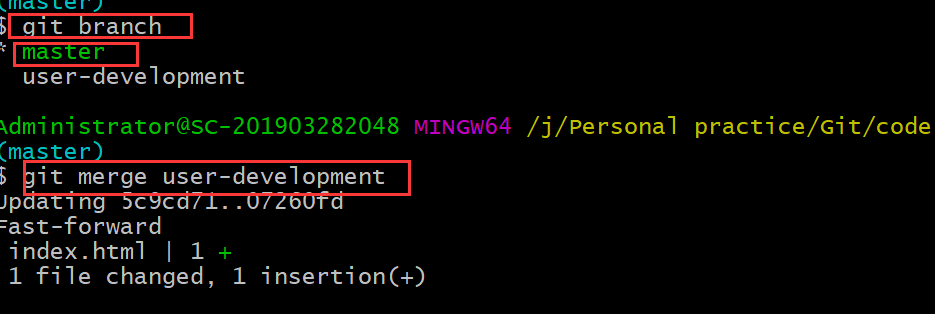 (master)
$ git branch
* master
user-development
Administrator@SC-201903282048 MINGW64 /j/Personal practice/Git/code
(master)
$ git merge user-development
Updating 5c9cd71..07260fd
Fast-forward
index.html | 1 +
1 file changed, 1 insertion(+)